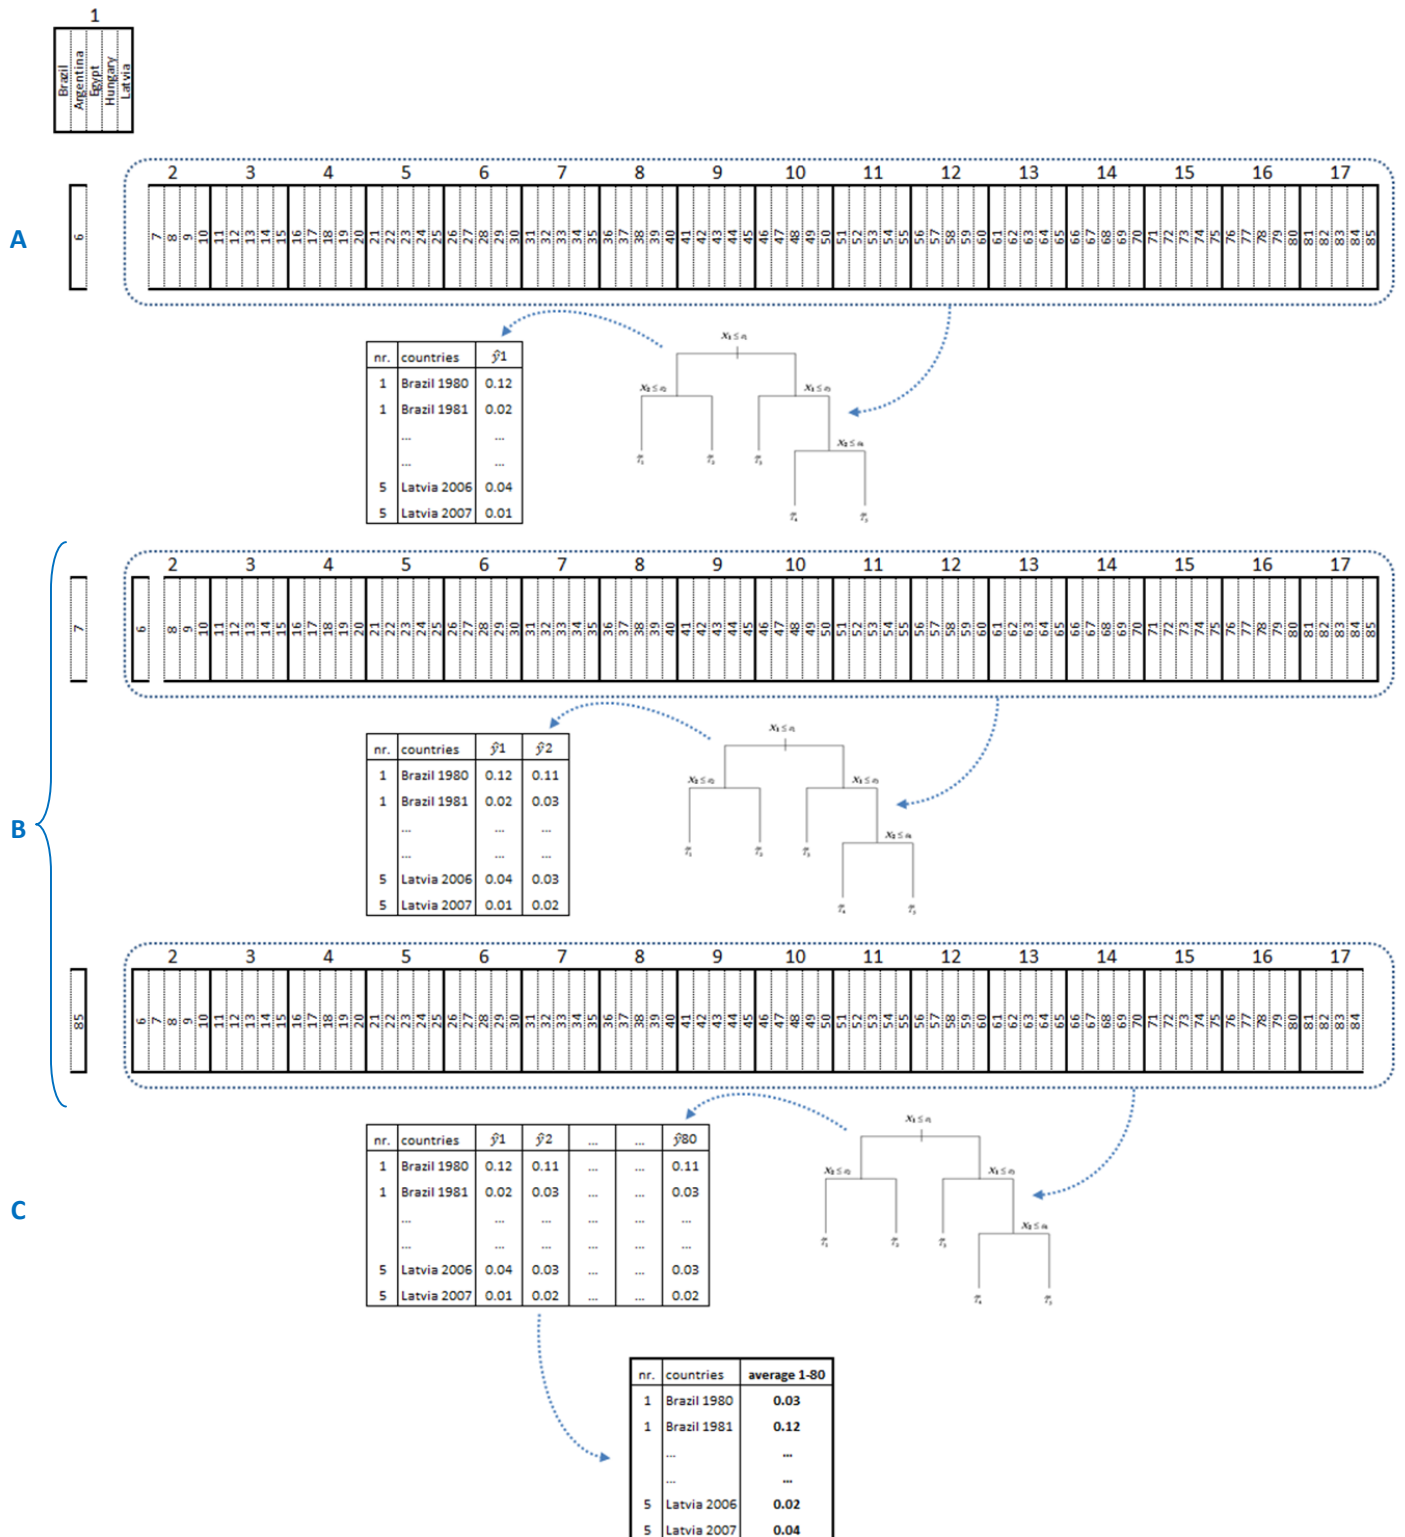 1
Brazil
Argentina
Egypt
Hungary
Latvia
2 3 4 5 6 7 8 9 10 11 12 13 14 15 16 17
A
6
7 8 9 10 11 12 13 14 15 16 17 18 19 20 21 22 23 24 25 26 27 28 29 30 31 32 33 34 35 36 37 38 39 40 41 42 43 44 45 46 47 48 49 50 51 52 53 54 55 56 57 58 59 60 61 62 63 64 65 66 67 68 69 70 71 72 73 74 75 76 77 78 79 80 81 82 83 84 85
nr. countries ŷ1
1 Brazil 1980 0.12
1 Brazil 1981 0.02
... ...
... ...
5 Latvia 2006 0.04
5 Latvia 2007 0.01
2 3 4 5 6 7 8 9 10 11 12 13 14 15 16 17
B
7
6 8 9 10 11 12 13 14 15 16 17 18 19 20 21 22 23 24 25 26 27 28 29 30 31 32 33 34 35 36 37 38 39 40 41 42 43 44 45 46 47 48 49 50 51 52 53 54 55 56 57 58 59 60 61 62 63 64 65 66 67 68 69 70 71 72 73 74 75 76 77 78 79 80 81 82 83 84 85
nr. countries ŷ1 ŷ2
1 Brazil 1980 0.12 0.11
1 Brazil 1981 0.02 0.03
... ... ...
... ... ...
5 Latvia 2006 0.04 0.03
5 Latvia 2007 0.01 0.02
2 3 4 5 6 7 8 9 10 11 12 13 14 15 16 17
85
6 7 8 9 10 11 12 13 14 15 16 17 18 19 20 21 22 23 24 25 26 27 28 29 30 31 32 33 34 35 36 37 38 39 40 41 42 43 44 45 46 47 48 49 50 51 52 53 54 55 56 57 58 59 60 61 62 63 64 65 66 67 68 69 70 71 72 73 74 75 76 77 78 79 80 81 82 83 84
C
nr. countries ŷ1 ŷ2 ... ... ŷ80
1 Brazil 1980 0.12 0.11 ... ... 0.11
1 Brazil 1981 0.02 0.03 ... ... 0.03
... ... ... ... ... ...
... ... ... ... ... ...
5 Latvia 2006 0.04 0.03 ... ... 0.03
5 Latvia 2007 0.01 0.02 ... ... 0.02
nr. countries average 1-80
1 Brazil 1980 0.03
1 Brazil 1981 0.12
... ...
... ...
5 Latvia 2006 0.02
5 Latvia 2007 0.04